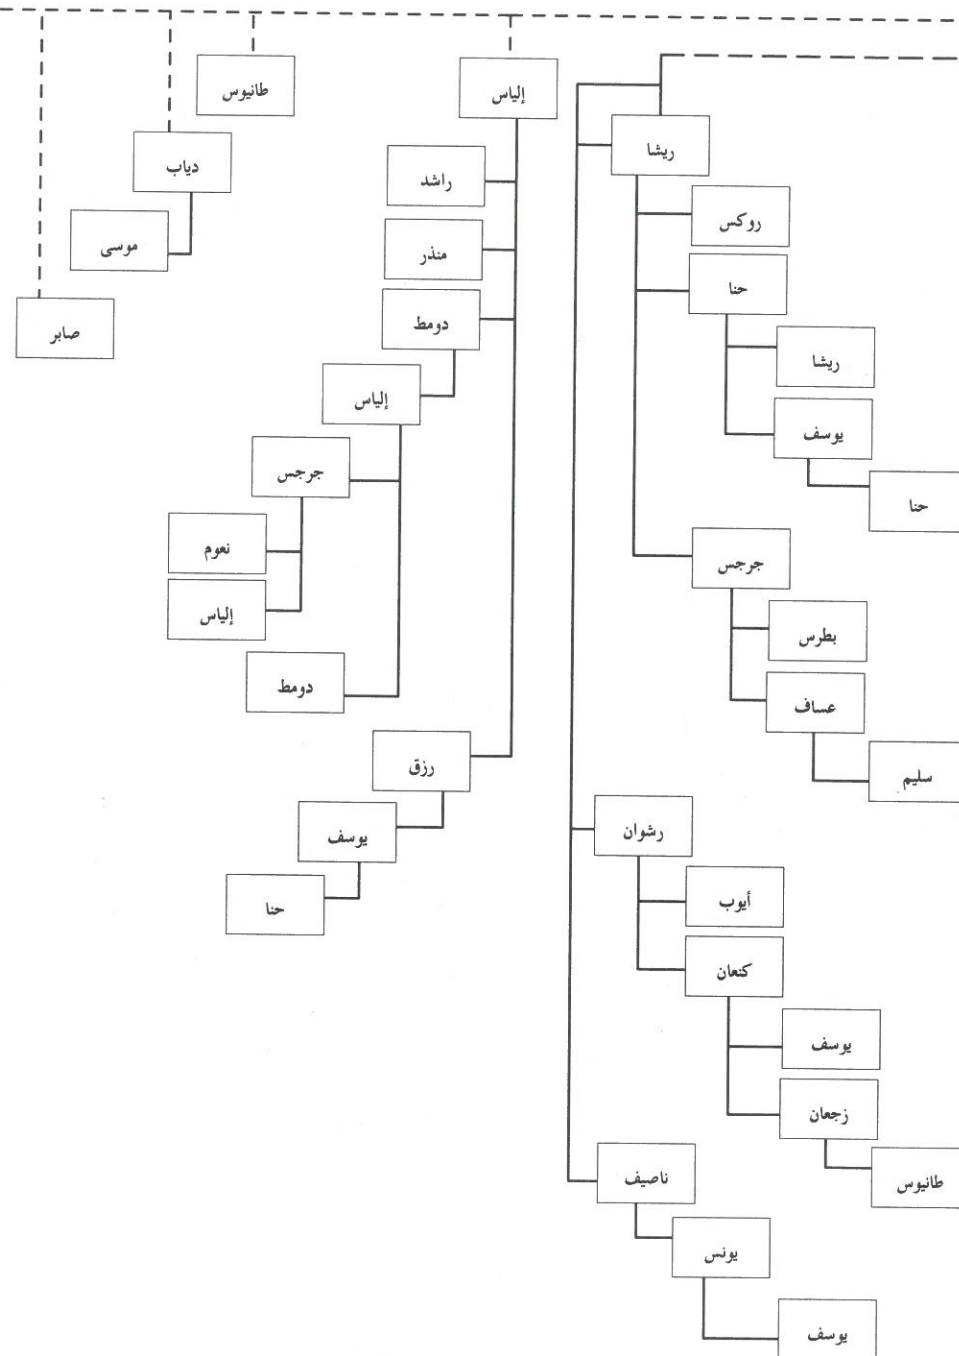 طانيوس
إلياس
ريشا
دياب
راشد
روكس
موسى
منذر
حنا
صابر
دومط
ريشا
إلياس
يوسف
جرجس
حنا
نعوم
جرجس
إلياس
بطرس
دومط
عساف
رزق
سليم
يوسف
رشوان
حنا
أيوب
كنعان
يوسف
زجعان
ناصيف
طانيوس
يونس
يوسف